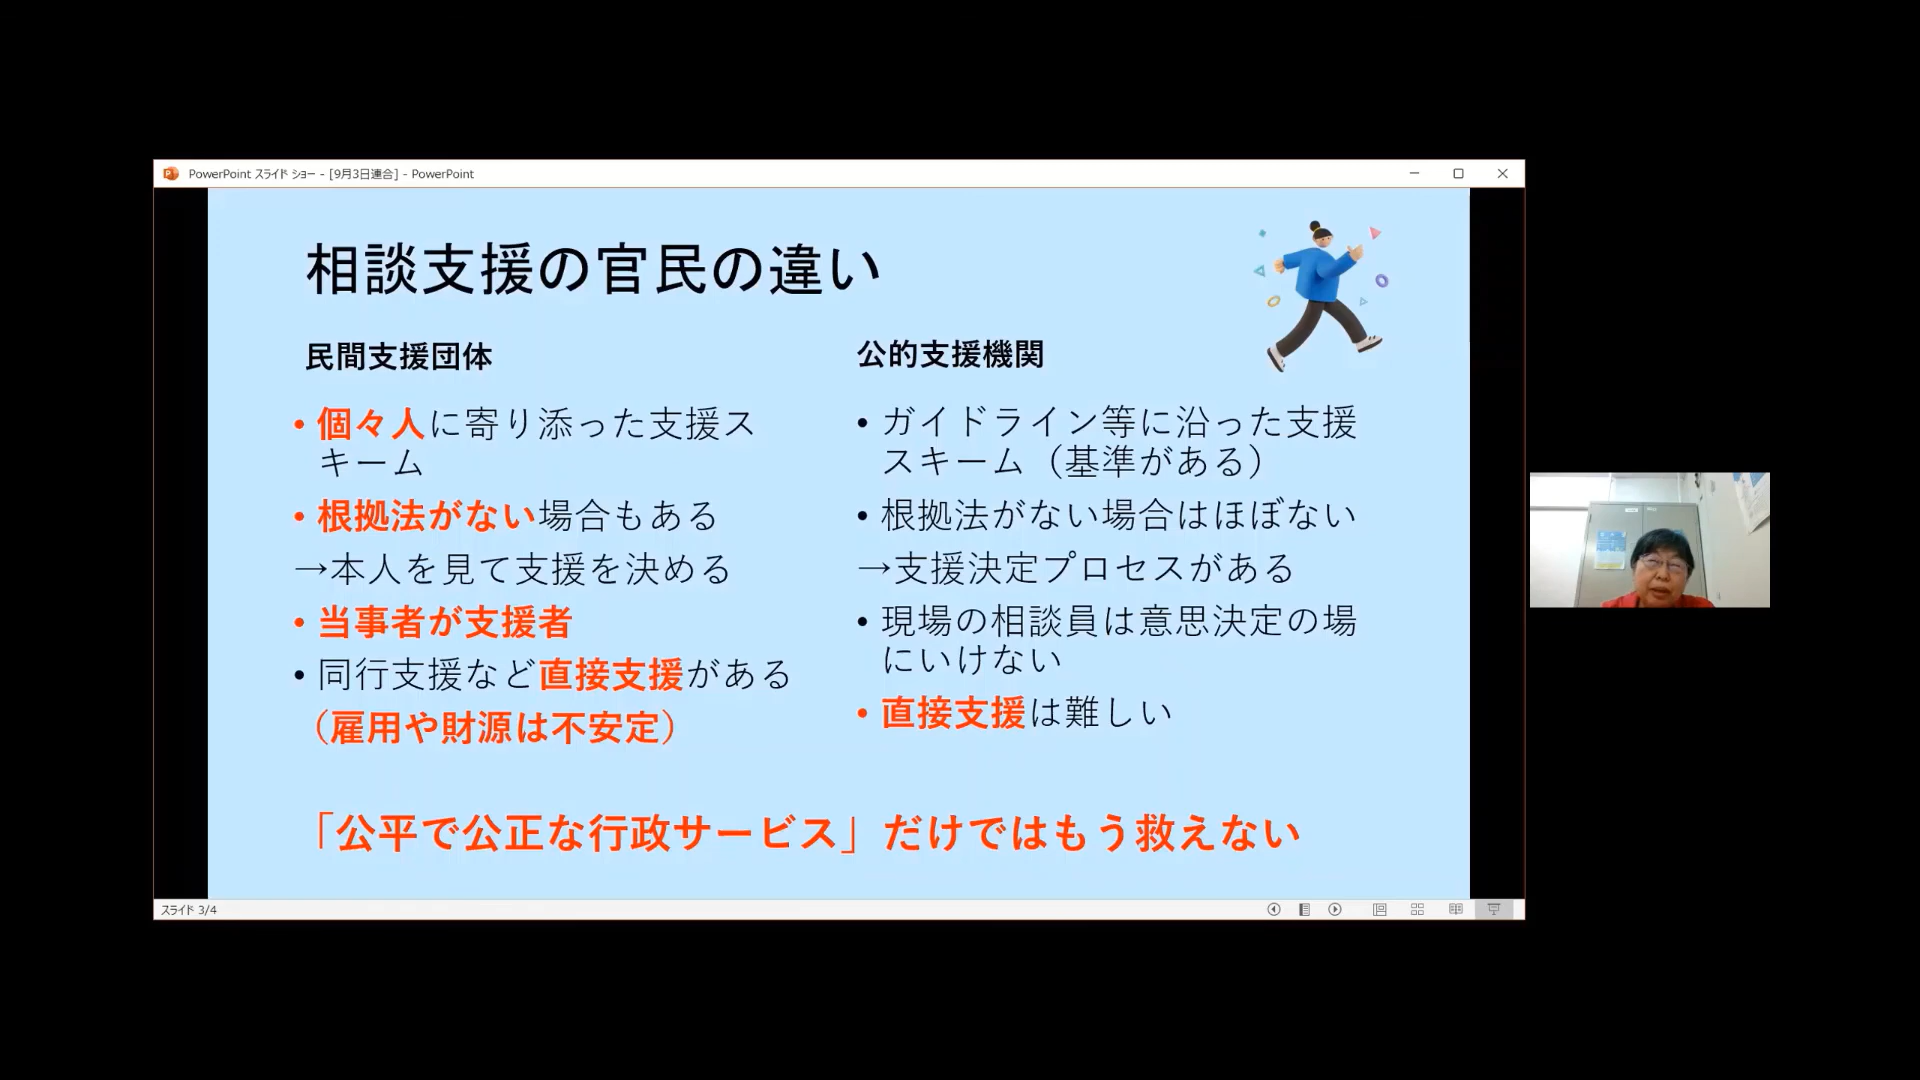 PowerPoint スライド ショー - [9月3日連合] - PowerPoint
相談支援の官民の違い
民間支援団体
• 個々人に寄り添った支援ス
キーム
• 根拠法がない場合もある
→本人を見て支援を決める
• 当事者が支援者
• 同行支援など直接支援がある
（雇用や財源は不安定）
公的支援機関
• ガイドライン等に沿った支援
スキーム（基準がある）
• 根拠法がない場合はほぼない
→支援決定プロセスがある
• 現場の相談員は意思決定の場
にいけない
• 直接支援は難しい
「公平で公正な行政サービス」だけではもう救えない
スライド 3/4